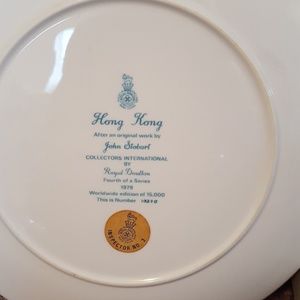 Hong Kong
After an original work by
John Stobart
COLLECTORS INTERNATIONAL
BY
Royal Doulton
Fourth of a Series
1978
Worldwide edition of 15,000
This is Number
INSPECTOR NO. 3